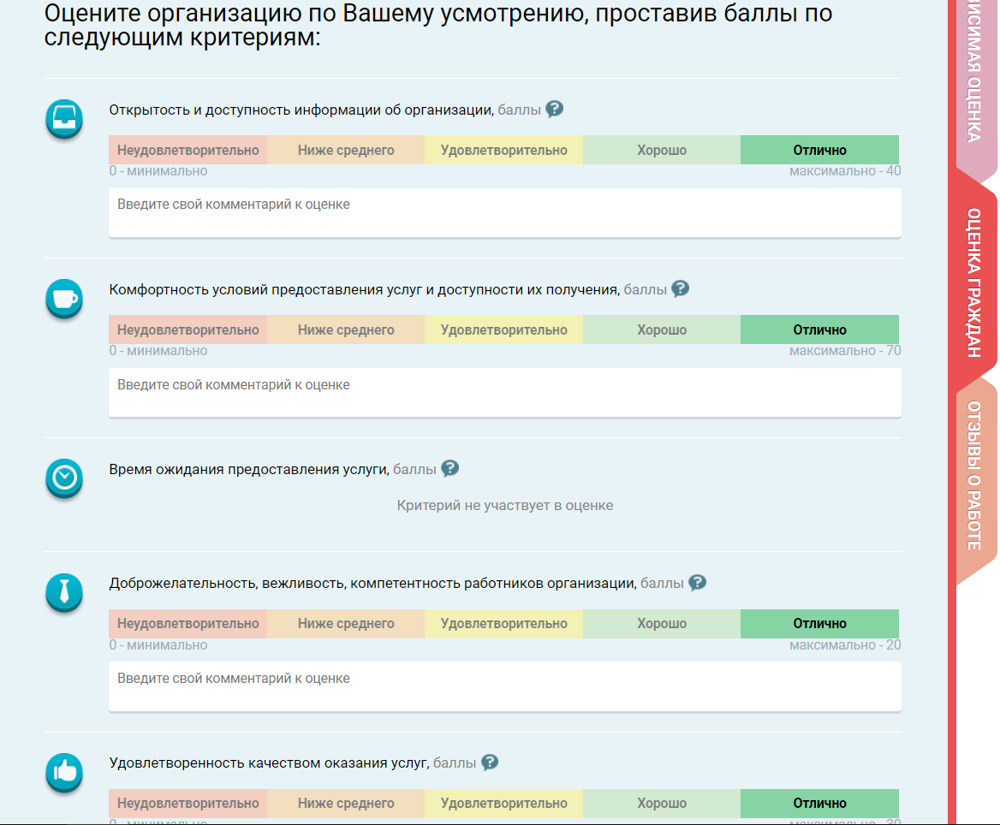 Оцените организацию по Вашему усмотрению, проставив баллы по
следующим критериям:
Открытость и доступность информации об организации, баллы ?
Неудовлетворительно Ниже среднего Удовлетворительно Хорошо Отлично
0 - минимально максимально - 40
Введите свой комментарий к оценке
Комфортность условий предоставления услуг и доступности их получения, баллы ?
Неудовлетворительно Ниже среднего Удовлетворительно Хорошо Отлично
0 - минимально максимально - 70
Введите свой комментарий к оценке
Время ожидания предоставления услуги, баллы ?
Критерий не участвует в оценке
Доброжелательность, вежливость, компетентность работников организации, баллы ?
Неудовлетворительно Ниже среднего Удовлетворительно Хорошо Отлично
0 - минимально максимально - 20
Введите свой комментарий к оценке
Удовлетворенность качеством оказания услуг, баллы ?
Неудовлетворительно Ниже среднего Удовлетворительно Хорошо Отлично
0 - минимально максимально - 30
ОЦЕНКА
ОЦЕНКА ГРАЖДАН
ОТЗЫВЫ О РАБОТЕ